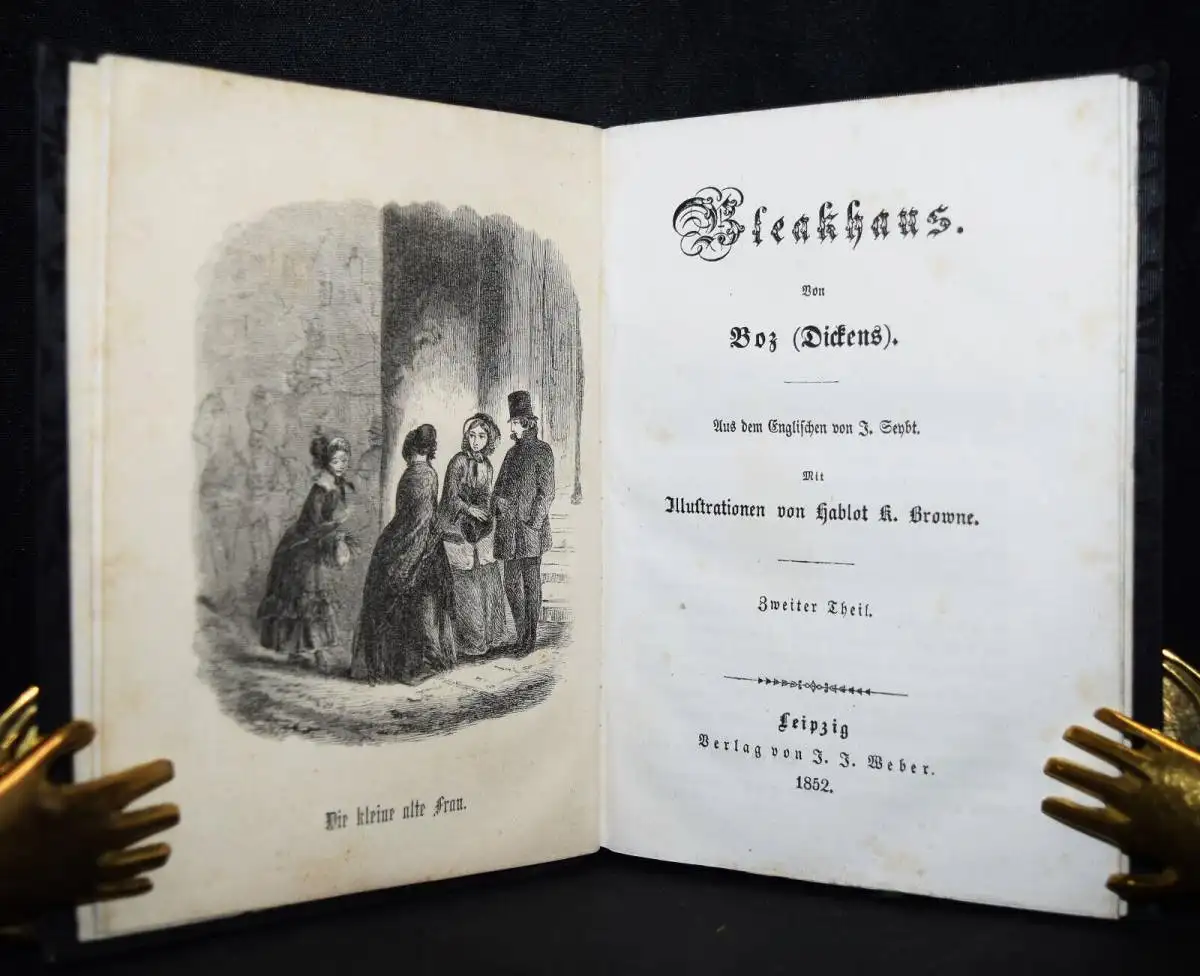 Die kleine alte Frau.
Bleakhaus.
Von
Boz (Dickens).
Aus dem Englischen von J. Seybt.
Mit
Illustrationen von Hablot K. Browne.
Zweiter Theil.
Leipzig
Verlag von J. J. Weber.
1852.